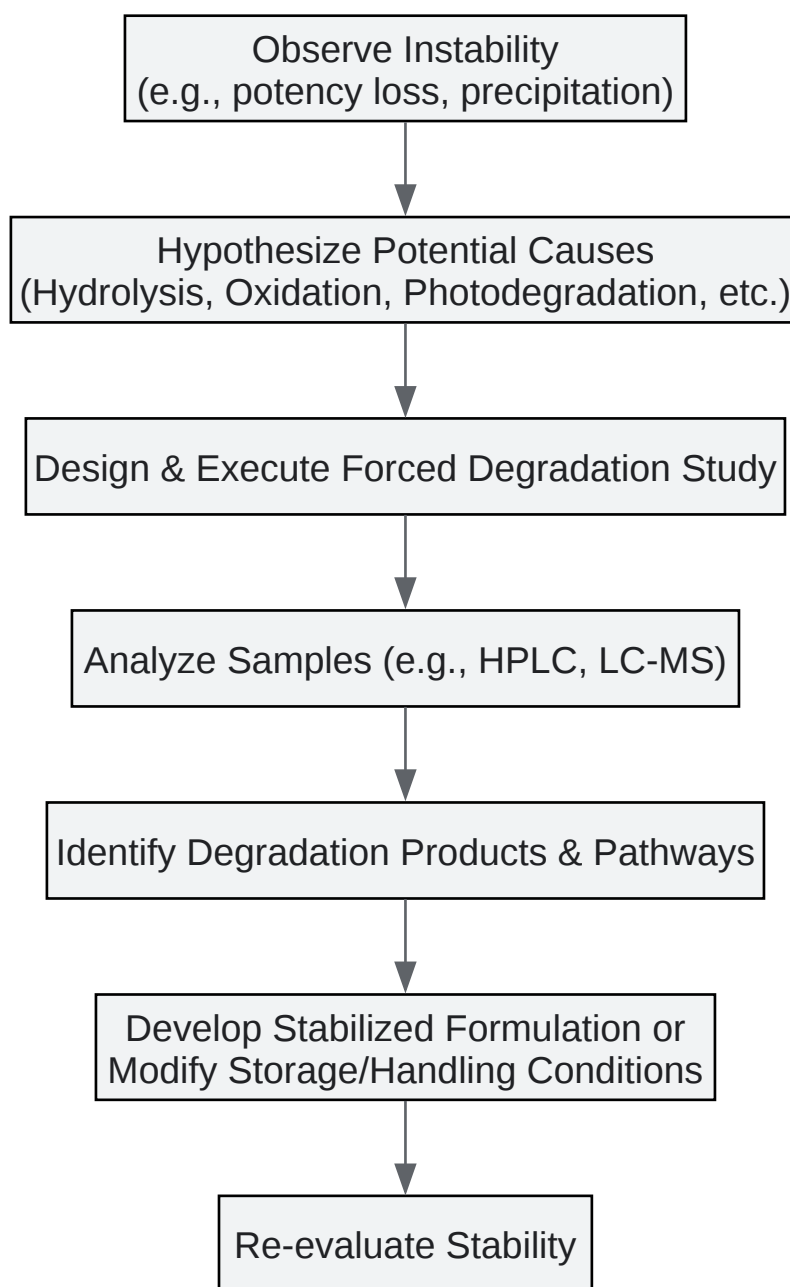 Observe Instability
(e.g., potency loss, precipitation)
Hypothesize Potential Causes
(Hydrolysis, Oxidation, Photodegradation, etc.)
Design & Execute Forced Degradation Study
Analyze Samples (e.g., HPLC, LC-MS)
Identify Degradation Products & Pathways
Develop Stabilized Formulation or
Modify Storage/Handling Conditions
Re-evaluate Stability